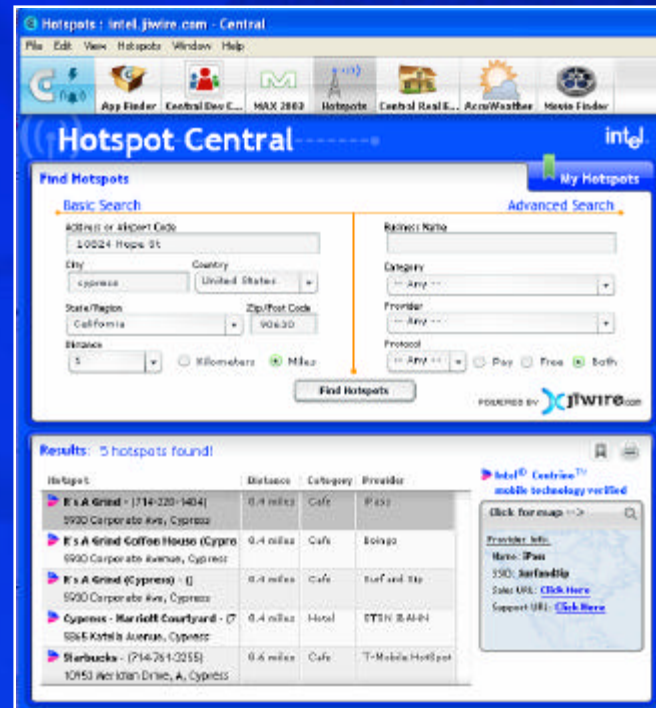 Hotspots : intel.jiwire.com - Central
File Edit View Hotspots Window Help
App Finder Central Dev C... MAX 2003 Hotspots Central Real E... AccuWeather Movie Finder
Hotspot Central
intel.
Find Hotspots
My Hotspots
Basic Search
Advanced Search
Address or Airport Code
Business Name
10824 Hope St
City
Country
Category
cypress
United States
-- Any --
State/Region
Zip/Post Code
Provider
California
90630
-- Any --
Distance
Protocol
5
Kilometers
Miles
-- Any --
Pay
Free
Both
Find Hotspots
POWERED BY jiwire.com
Results: 5 hotspots found!
Hotspot Distance Category Provider
It's A Grind - (714-220-1404) 0.4 miles Cafe iPass
5930 Corporate Ave, Cypress
It's A Grind Coffee House (Cypre 0.4 miles Cafe Boingo
5930 Corporate Avenue, Cypress
It's A Grind (Cypress) - () 0.4 miles Cafe Surf and Sip
5930 Corporate Ave, Cypress
Cypress - Marriott Courtyard - (7 0.4 miles Hotel STSN
5865 Katella Avenue, Cypress
Starbucks - (714-761-3255) 0.6 miles Cafe T-Mobile HotSpot
10953 Meridian Drive, A, Cypress
Intel® Centrino™
mobile technology verified
Click for map -->
Provider Info.
Name: iPass
SSID: SurfandSip
Sales URL: Click Here
Support URL: Click Here